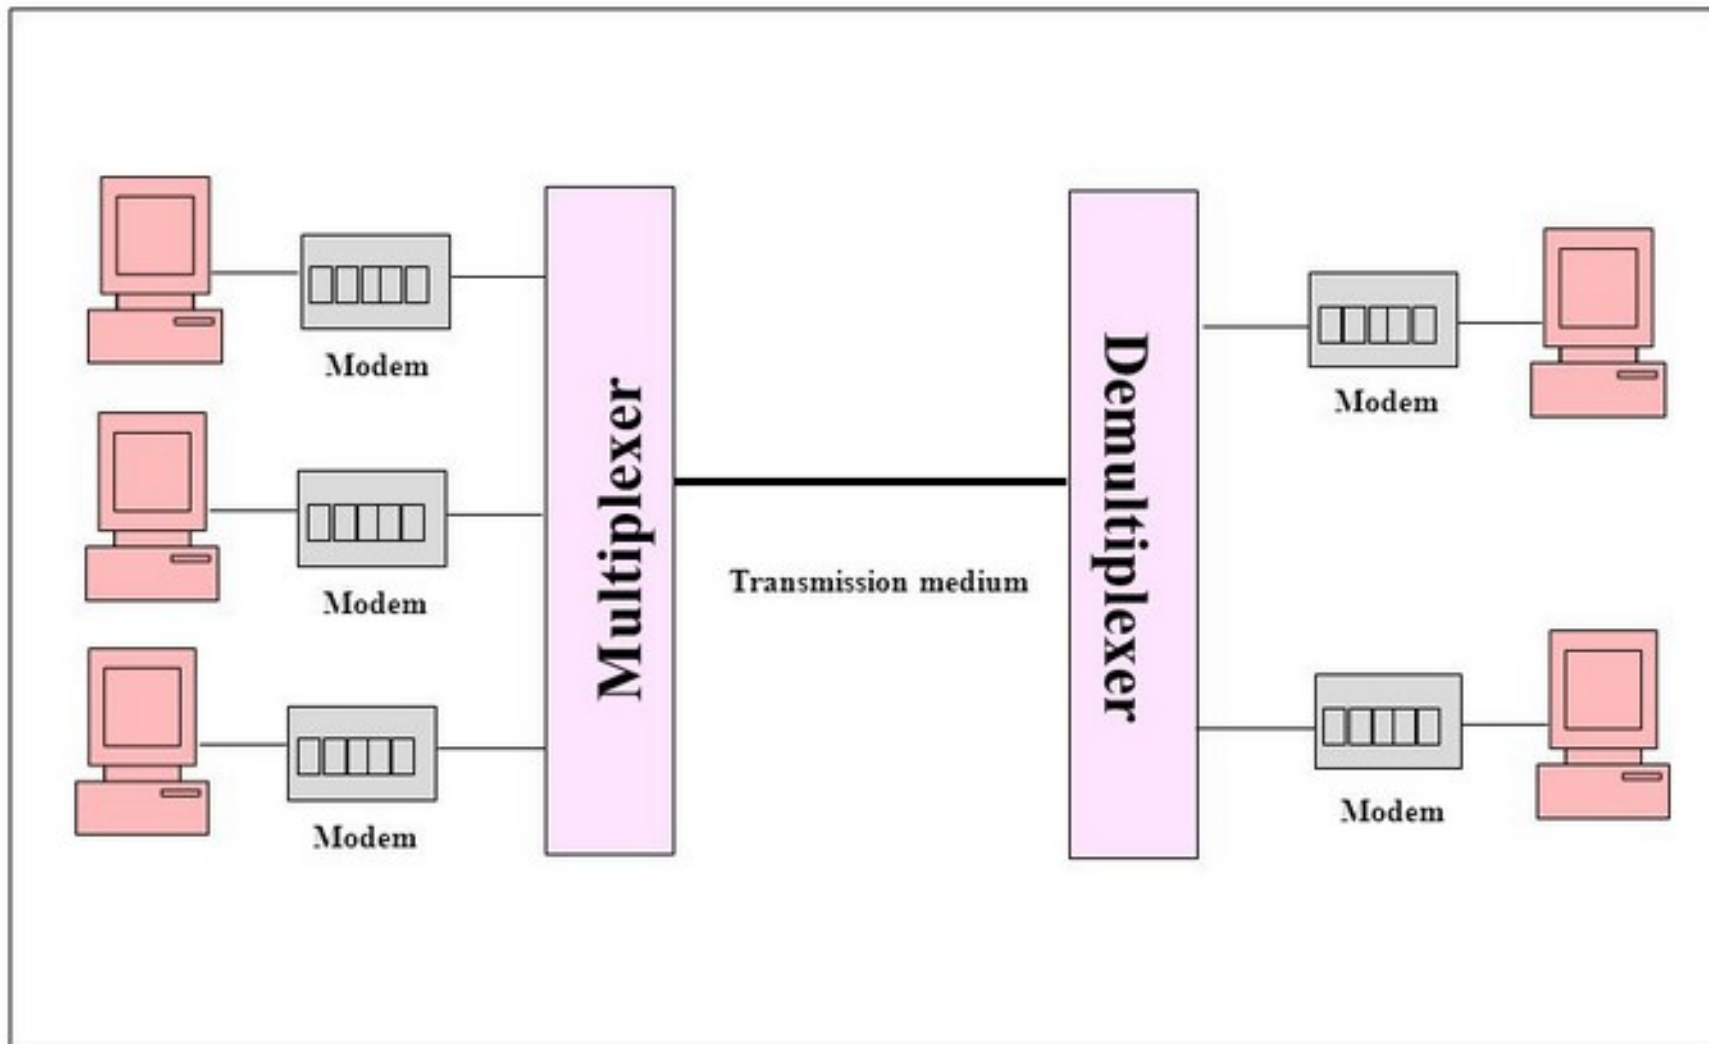 Modem
Modem
Modem
Multiplexer
Transmission medium
Demultiplexer
Modem
Modem